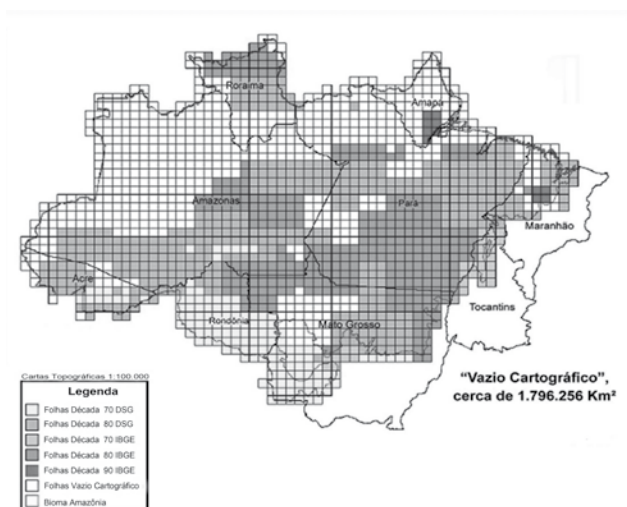 Roraima
Amapá
Amazonas
Pará
Maranhão
Acre
Tocantins
Rondônia
Mato Grosso
"Vazio Cartográfico",
cerca de 1.796.256 Km²
Cartas Topográficas 1:100.000
Legenda
Folhas Década 70 DSG
Folhas Década 80 DSG
Folhas Década 70 IBGE
Folhas Década 80 IBGE
Folhas Década 90 IBGE
Folhas Vazio Cartográfico
Bioma Amazônia